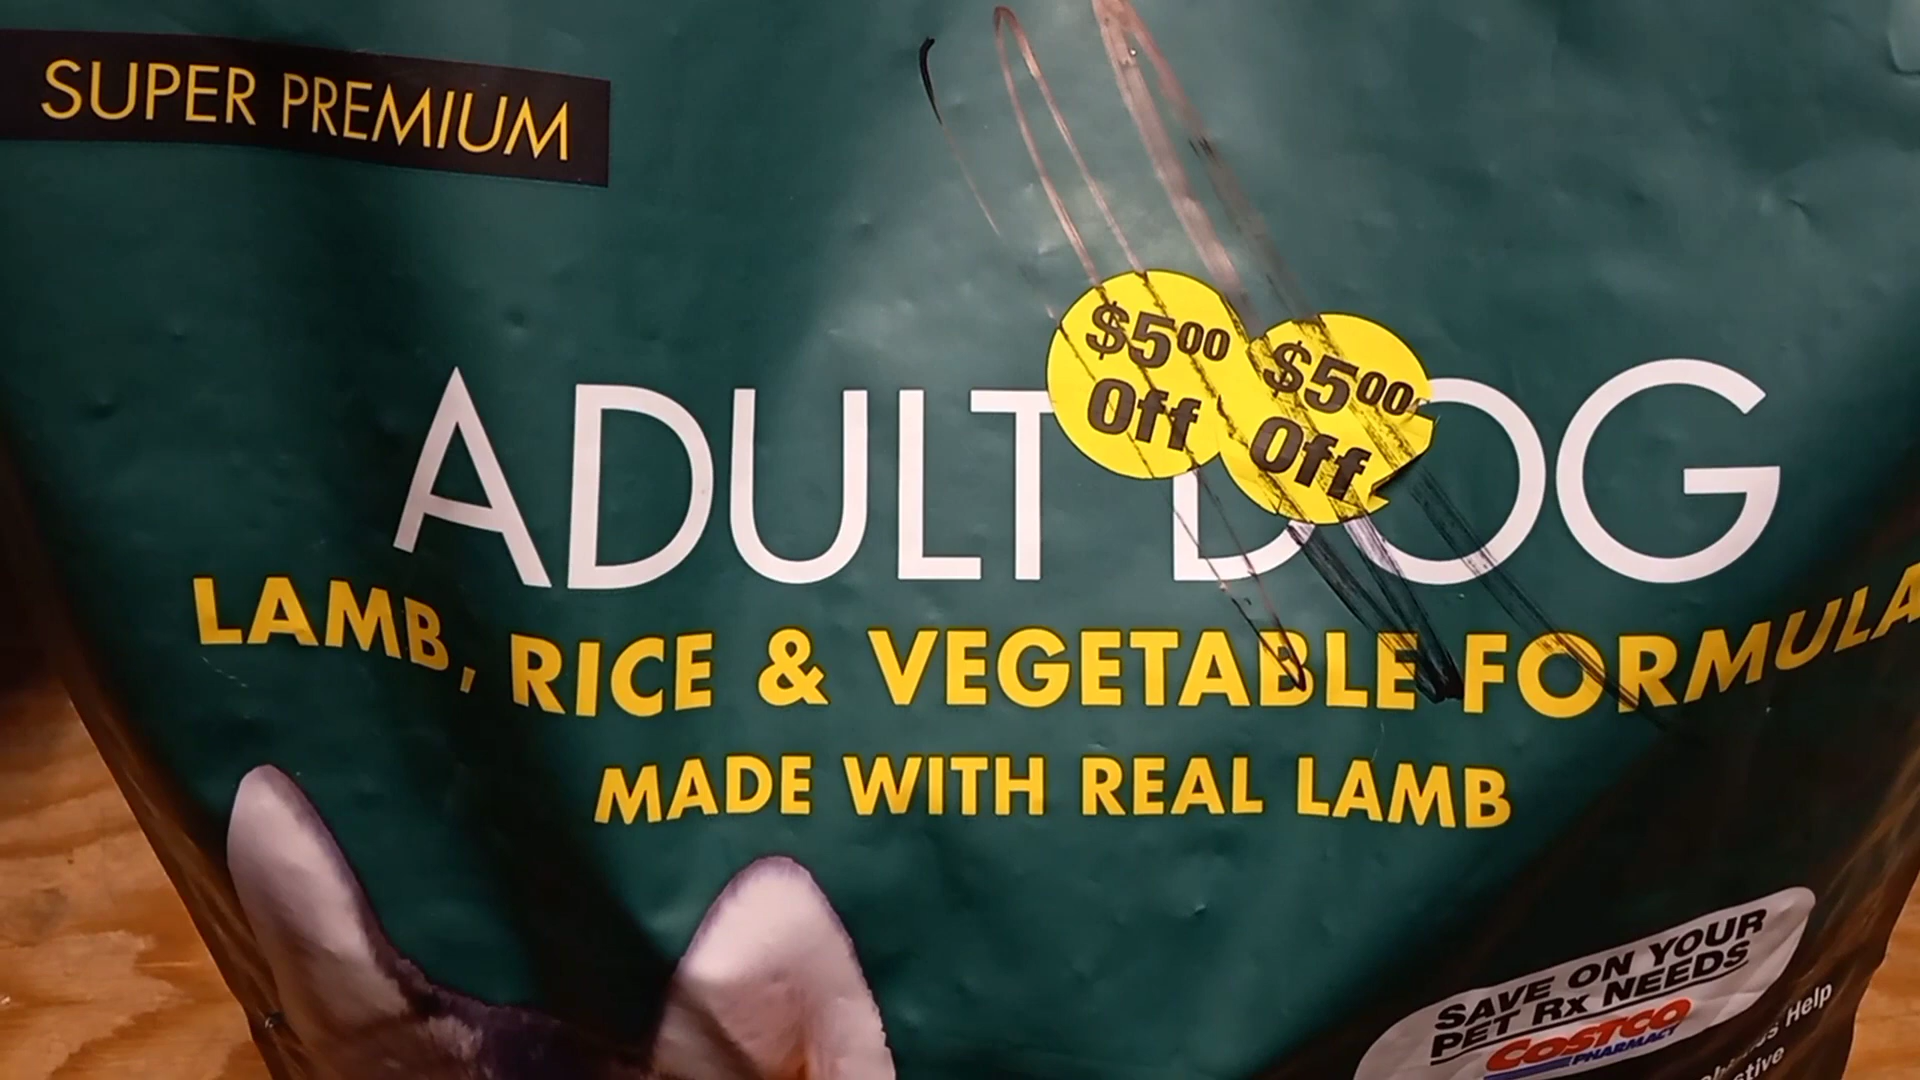 SUPER PREMIUM
$5⁰⁰
Off
$5⁰⁰
Off
ADULT DOG
LAMB, RICE & VEGETABLE FORMULA
MADE WITH REAL LAMB
SAVE ON YOUR
PET Rx NEEDS
COSTCO
PHARMACY
Help